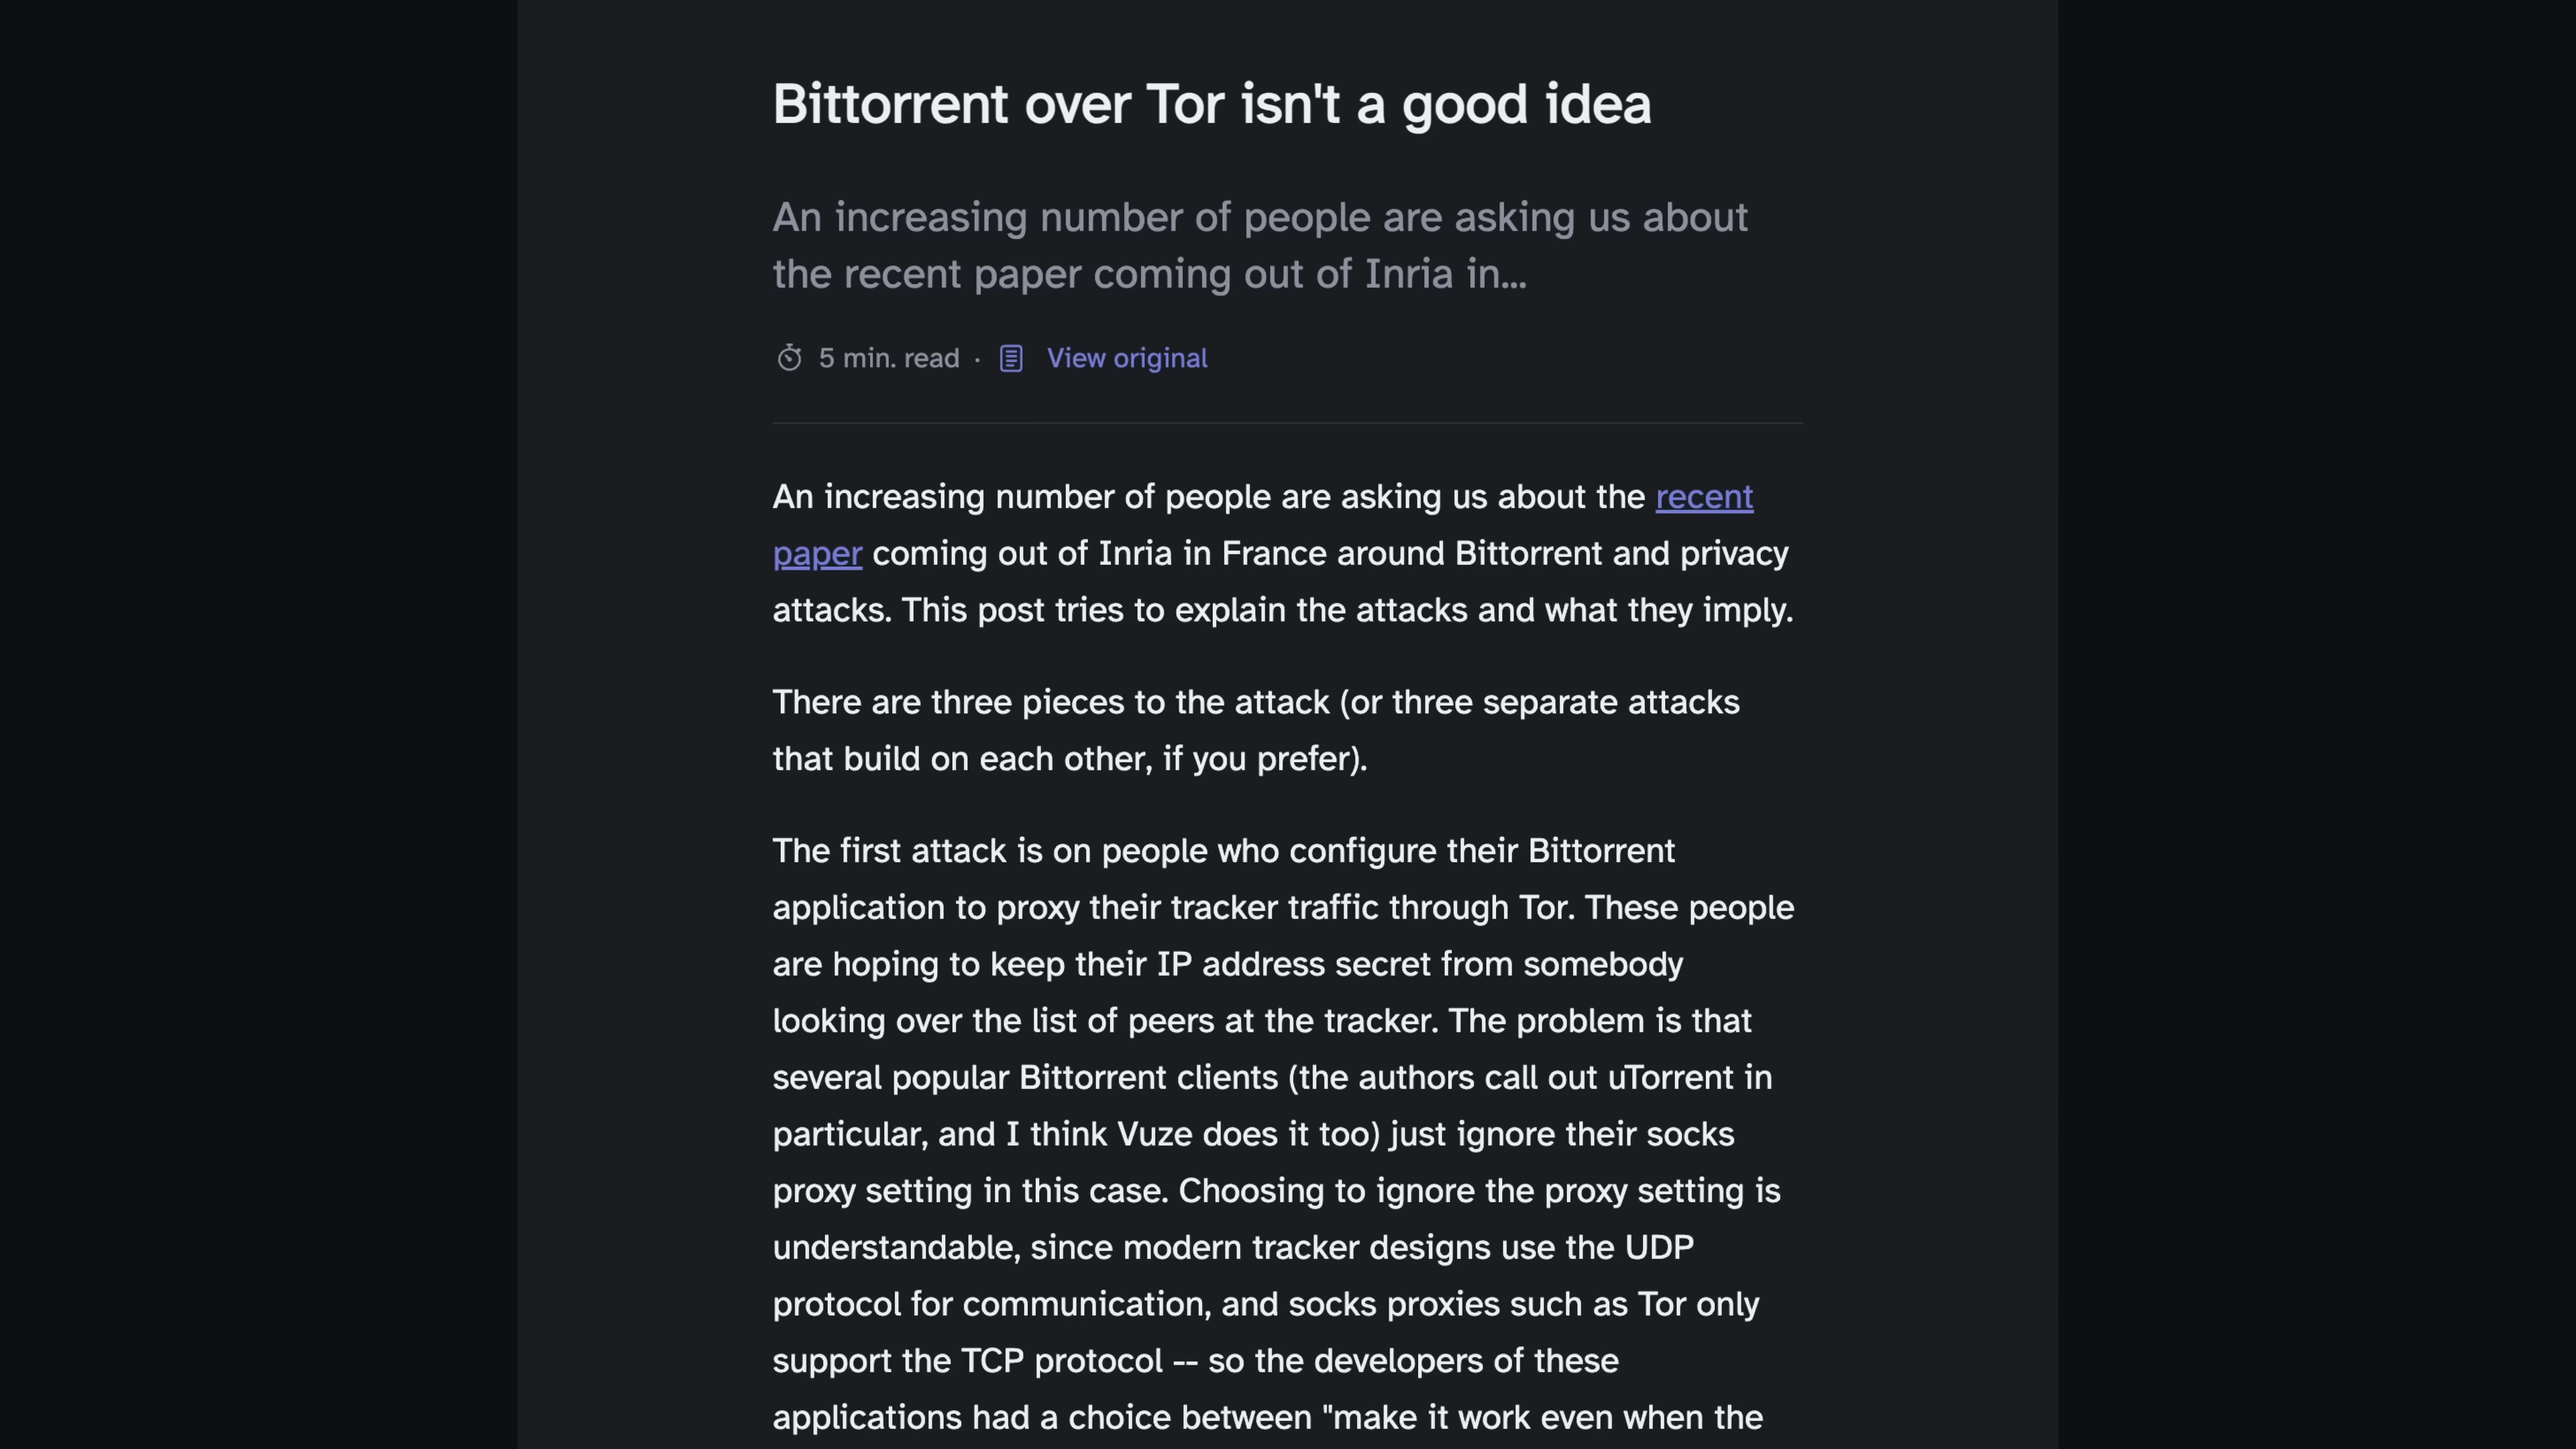 Bittorrent over Tor isn't a good idea
An increasing number of people are asking us about
the recent paper coming out of Inria in...
5 min. read · View original
An increasing number of people are asking us about the recent
paper coming out of Inria in France around Bittorrent and privacy
attacks. This post tries to explain the attacks and what they imply.
There are three pieces to the attack (or three separate attacks
that build on each other, if you prefer).
The first attack is on people who configure their Bittorrent
application to proxy their tracker traffic through Tor. These people
are hoping to keep their IP address secret from somebody
looking over the list of peers at the tracker. The problem is that
several popular Bittorrent clients (the authors call out uTorrent in
particular, and I think Vuze does it too) just ignore their socks
proxy setting in this case. Choosing to ignore the proxy setting is
understandable, since modern tracker designs use the UDP
protocol for communication, and socks proxies such as Tor only
support the TCP protocol -- so the developers of these
applications had a choice between "make it work even when the